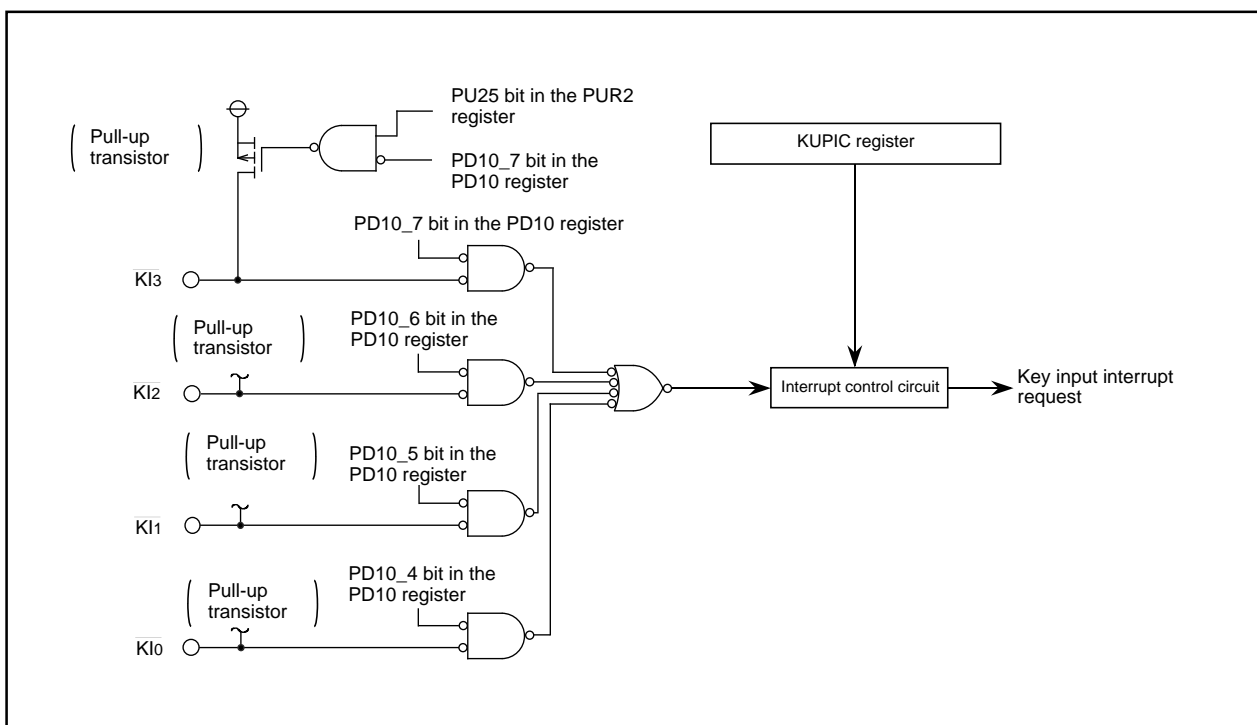 PU25 bit in the PUR2
register
( Pull-up
transistor )
PD10_7 bit in the
PD10 register
KUPIC register
PD10_7 bit in the PD10 register
KI3
( Pull-up
transistor )
PD10_6 bit in the
PD10 register
KI2
Interrupt control circuit
Key input interrupt
request
( Pull-up
transistor )
PD10_5 bit in the
PD10 register
KI1
( Pull-up
transistor )
PD10_4 bit in the
PD10 register
KI0